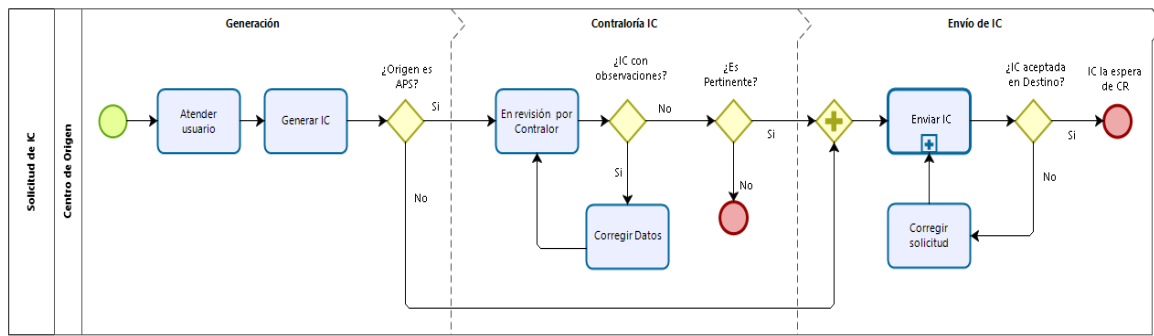 Solicitud de IC
Centro de Origen
Generación
Contraloría IC
Envío de IC
Atender
usuario
Generar IC
¿Origen es
APS?
Si
No
En revisión por
Contralor
¿IC con
observaciones?
No
Si
Corregir Datos
¿Es
Pertinente?
Si
No
Enviar IC
¿IC aceptada
en Destino?
Si
No
Corregir
solicitud
IC la espera
de CR